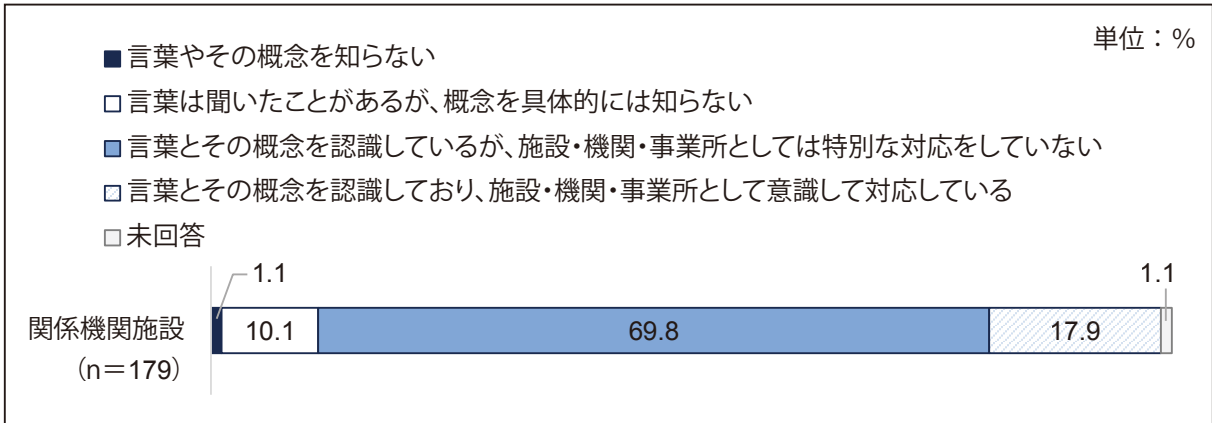 単位：%
■言葉やその概念を知らない
□言葉は聞いたことがあるが、概念を具体的には知らない
■言葉とその概念を認識しているが、施設・機関・事業所としては特別な対応をしていない
□言葉とその概念を認識しており、施設・機関・事業所として意識して対応している
□未回答
1.1
1.1
関係機関施設
（n＝179）
10.1
69.8
17.9